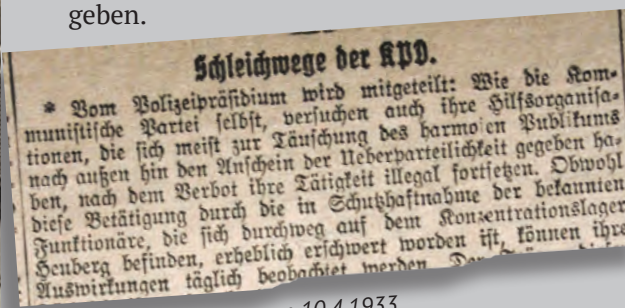 geben.
Schleichwege der KPD.
* Vom Polizeipräsidium wird mitgeteilt: Wie die Kom-
munistische Partei selbst, versuchen auch ihre Hilfsorganisa-
tionen, die sich meist zur Täuschung des harmlosen Publikums
nach außen hin den Anschein der Ueberparteilichkeit gegeben ha-
ben, nach dem Verbot ihre Tätigkeit illegal fortsetzen. Obwohl
diese Betätigung durch die in Schutzhaftnahme der bekannten
Funktionäre, die sich durchweg auf dem Konzentrationslager
Heuberg befinden, erheblich erschwert worden ist, können ihre
Auswirkungen täglich beobachtet werden.
10.4.1933